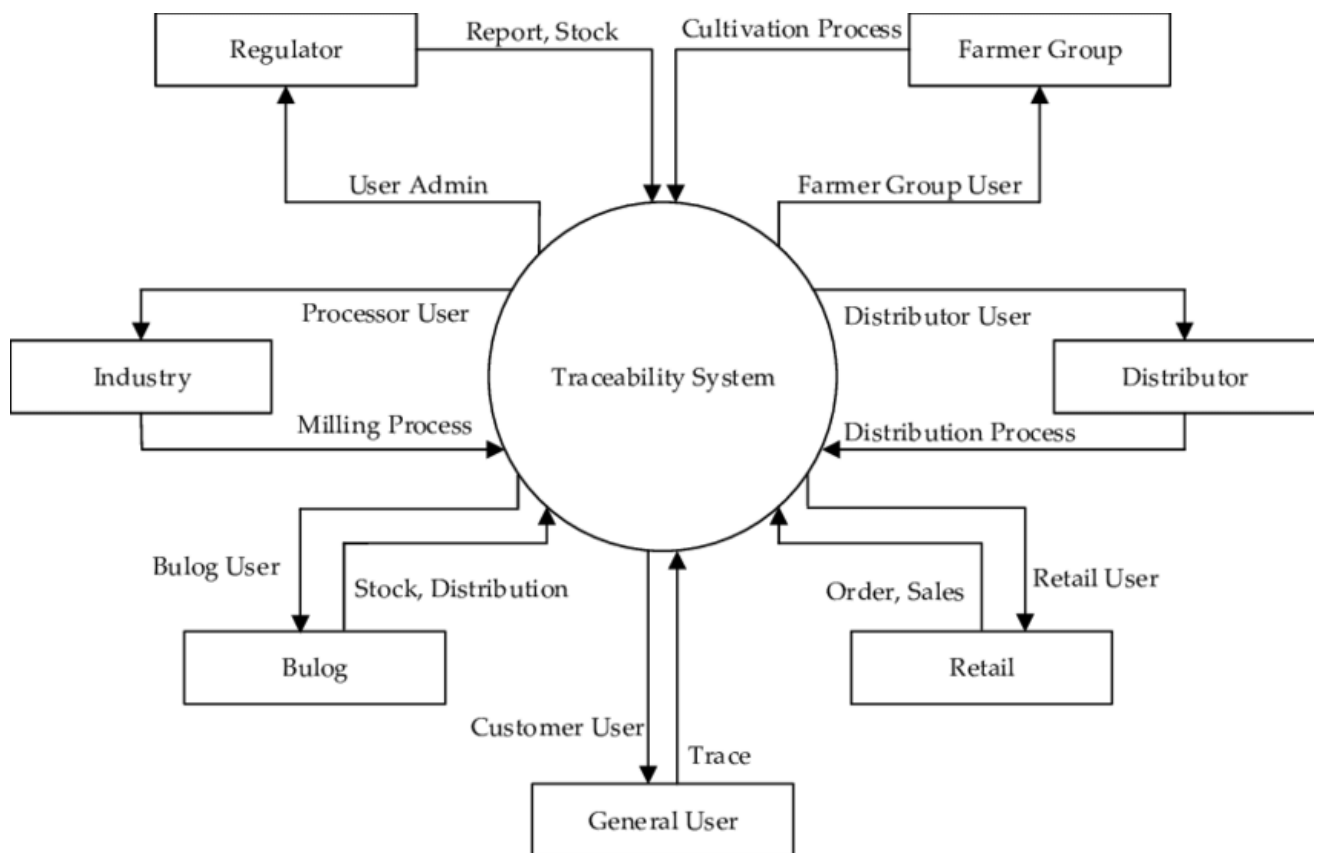 Report, Stock
Cultivation Process
Regulator
Farmer Group
User Admin
Farmer Group User
Processor User
Distributor User
Industry
Traceability System
Distributor
Milling Process
Distribution Process
Bulog User
Stock, Distribution
Order, Sales
Retail User
Bulog
Retail
Customer User
Trace
General User